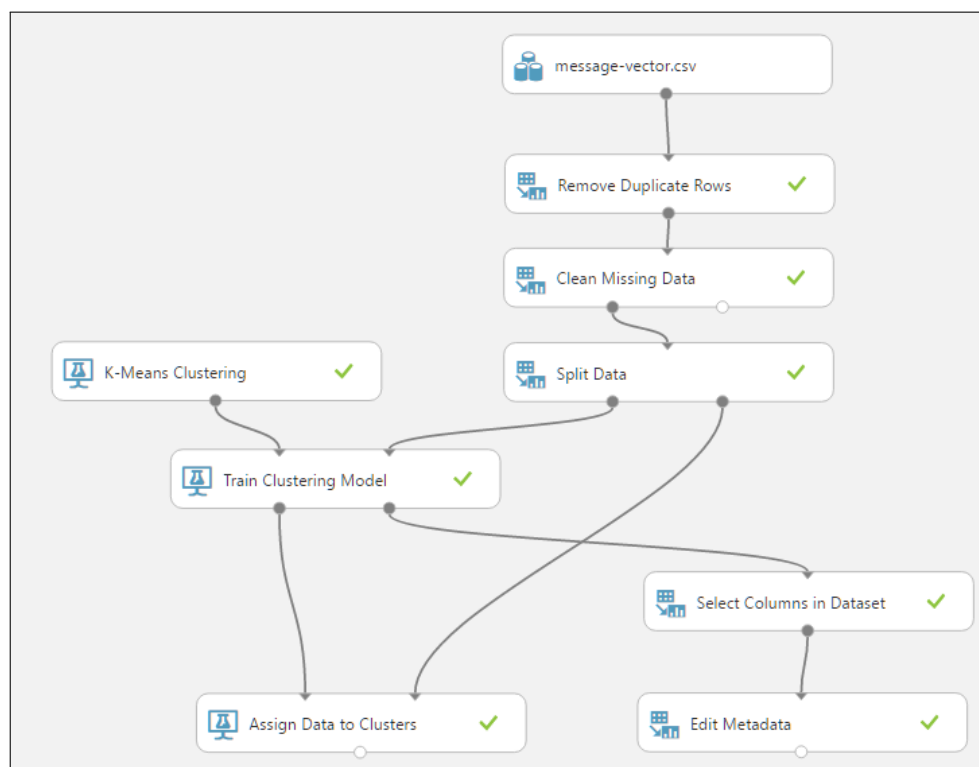 message-vector.csv
Remove Duplicate Rows
Clean Missing Data
K-Means Clustering
Split Data
Train Clustering Model
Select Columns in Dataset
Assign Data to Clusters
Edit Metadata